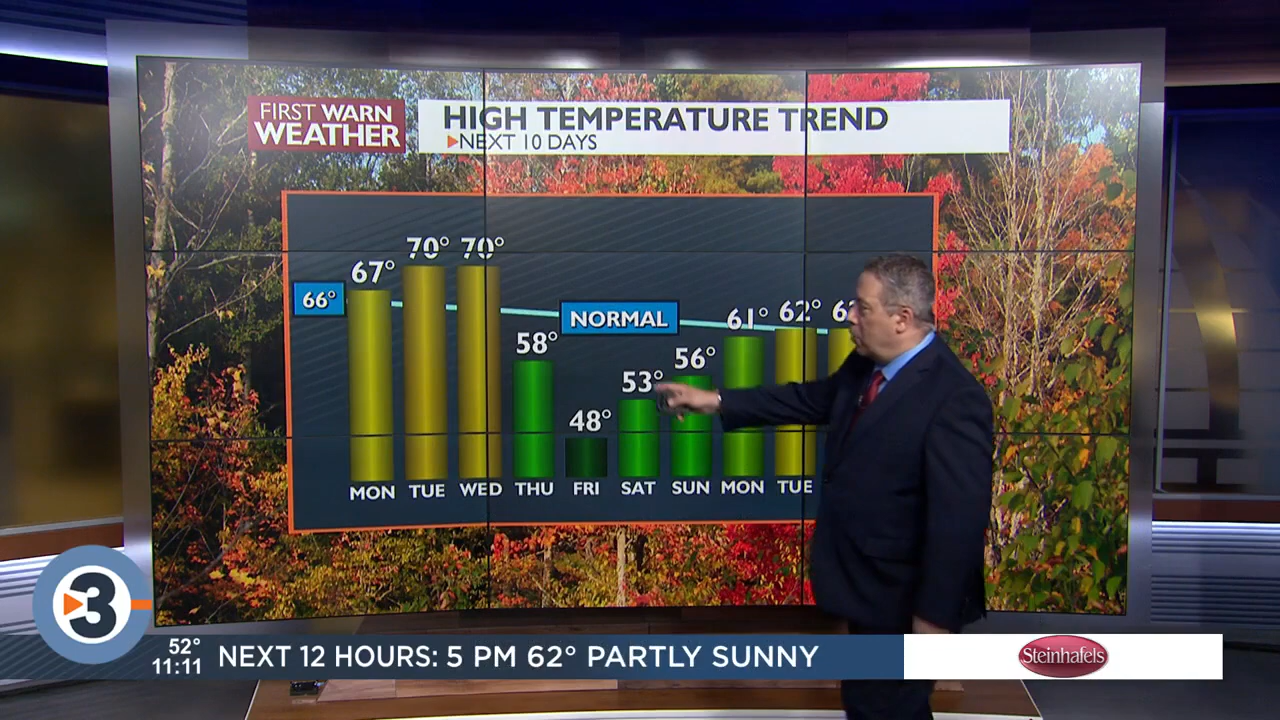 FIRST WARN
WEATHER
HIGH TEMPERATURE TREND
NEXT 10 DAYS
67° 70° 70° 58° 48° 53° 56° 61° 62°
66°
NORMAL
MON TUE WED THU FRI SAT SUN MON TUE
3
52°
11:11
NEXT 12 HOURS: 5 PM 62° PARTLY SUNNY
Steinhafels